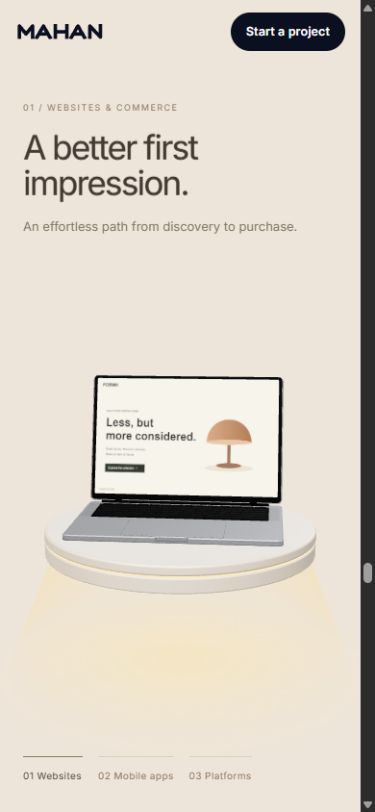 MAHAN
Start a project
01 / WEBSITES & COMMERCE
A better first
impression.
An effortless path from discovery to purchase.
Less, but
more considered.
01 Websites
02 Mobile apps
03 Platforms